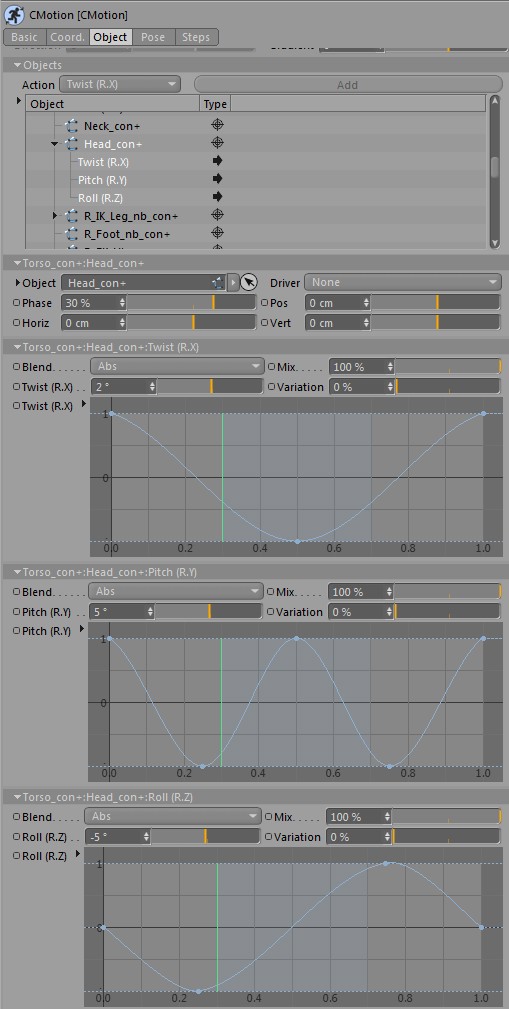 CMotion [CMotion]
Basic Coord. Object Pose Steps
Objects
Action Twist (R.X) Add
Object Type
Neck_con+
Head_con+
Twist (R.X)
Pitch (R.Y)
Roll (R.Z)
R_IK_Leg_nb_con+
R_Foot_nb_con+
Torso_con+:Head_con+
Object Head_con+ Driver None
Phase 30 % Pos 0 cm
Horiz 0 cm Vert 0 cm
Torso_con+:Head_con+:Twist (R.X)
Blend. . . . . Abs Mix. . . . . 100 %
Twist (R.X) . . 2 ° Variation 0 %
Twist (R.X)
1
0
0.0 0.2 0.4 0.6 0.8 1.0
Torso_con+:Head_con+:Pitch (R.Y)
Blend. . . . . Abs Mix. . . . . 100 %
Pitch (R.Y) . . 5 ° Variation 0 %
Pitch (R.Y)
1
0
0.0 0.2 0.4 0.6 0.8 1.0
Torso_con+:Head_con+:Roll (R.Z)
Blend. . . . . Abs Mix. . . . . 100 %
Roll (R.Z) . . -5 ° Variation 0 %
Roll (R.Z)
1
0.0 0.2 0.4 0.6 0.8 1.0